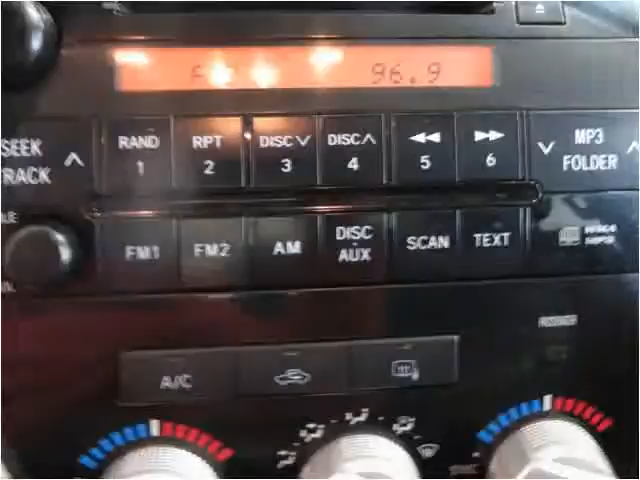 96.9
SEEK
TRACK
RAND
1
RPT
2
DISC
3
DISC
4
5
6
MP3
FOLDER
FM1
FM2
AM
DISC
AUX
SCAN
TEXT
A/C